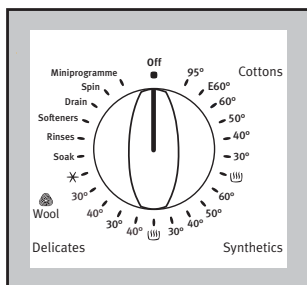 Off
95°
Cottons
E60°
60°
50°
40°
30°
60°
50°
40°
30°
Synthetics
40°
30°
Delicates
40°
30°
Wool
Soak
Rinses
Softeners
Drain
Spin
Miniprogramme